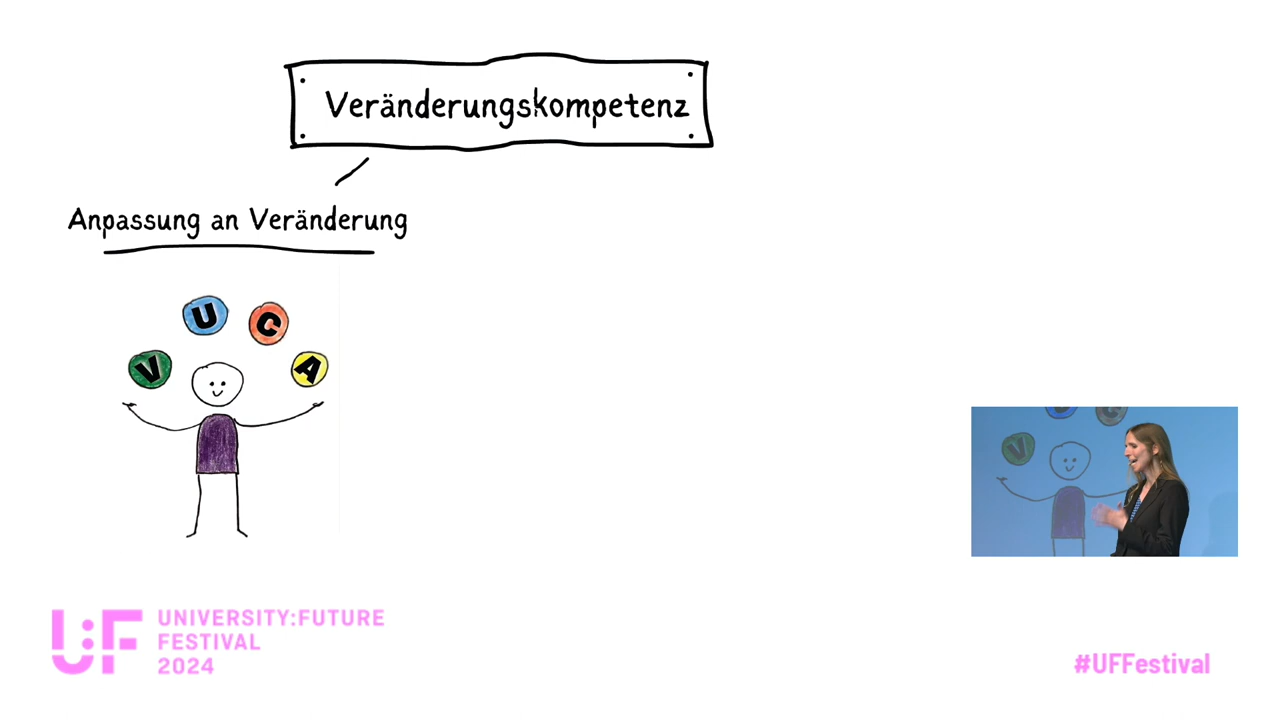 Veränderungskompetenz
Anpassung an Veränderung
V
U
C
A
V
UNIVERSITY:FUTURE
FESTIVAL
2024
U:F
#UFFestival